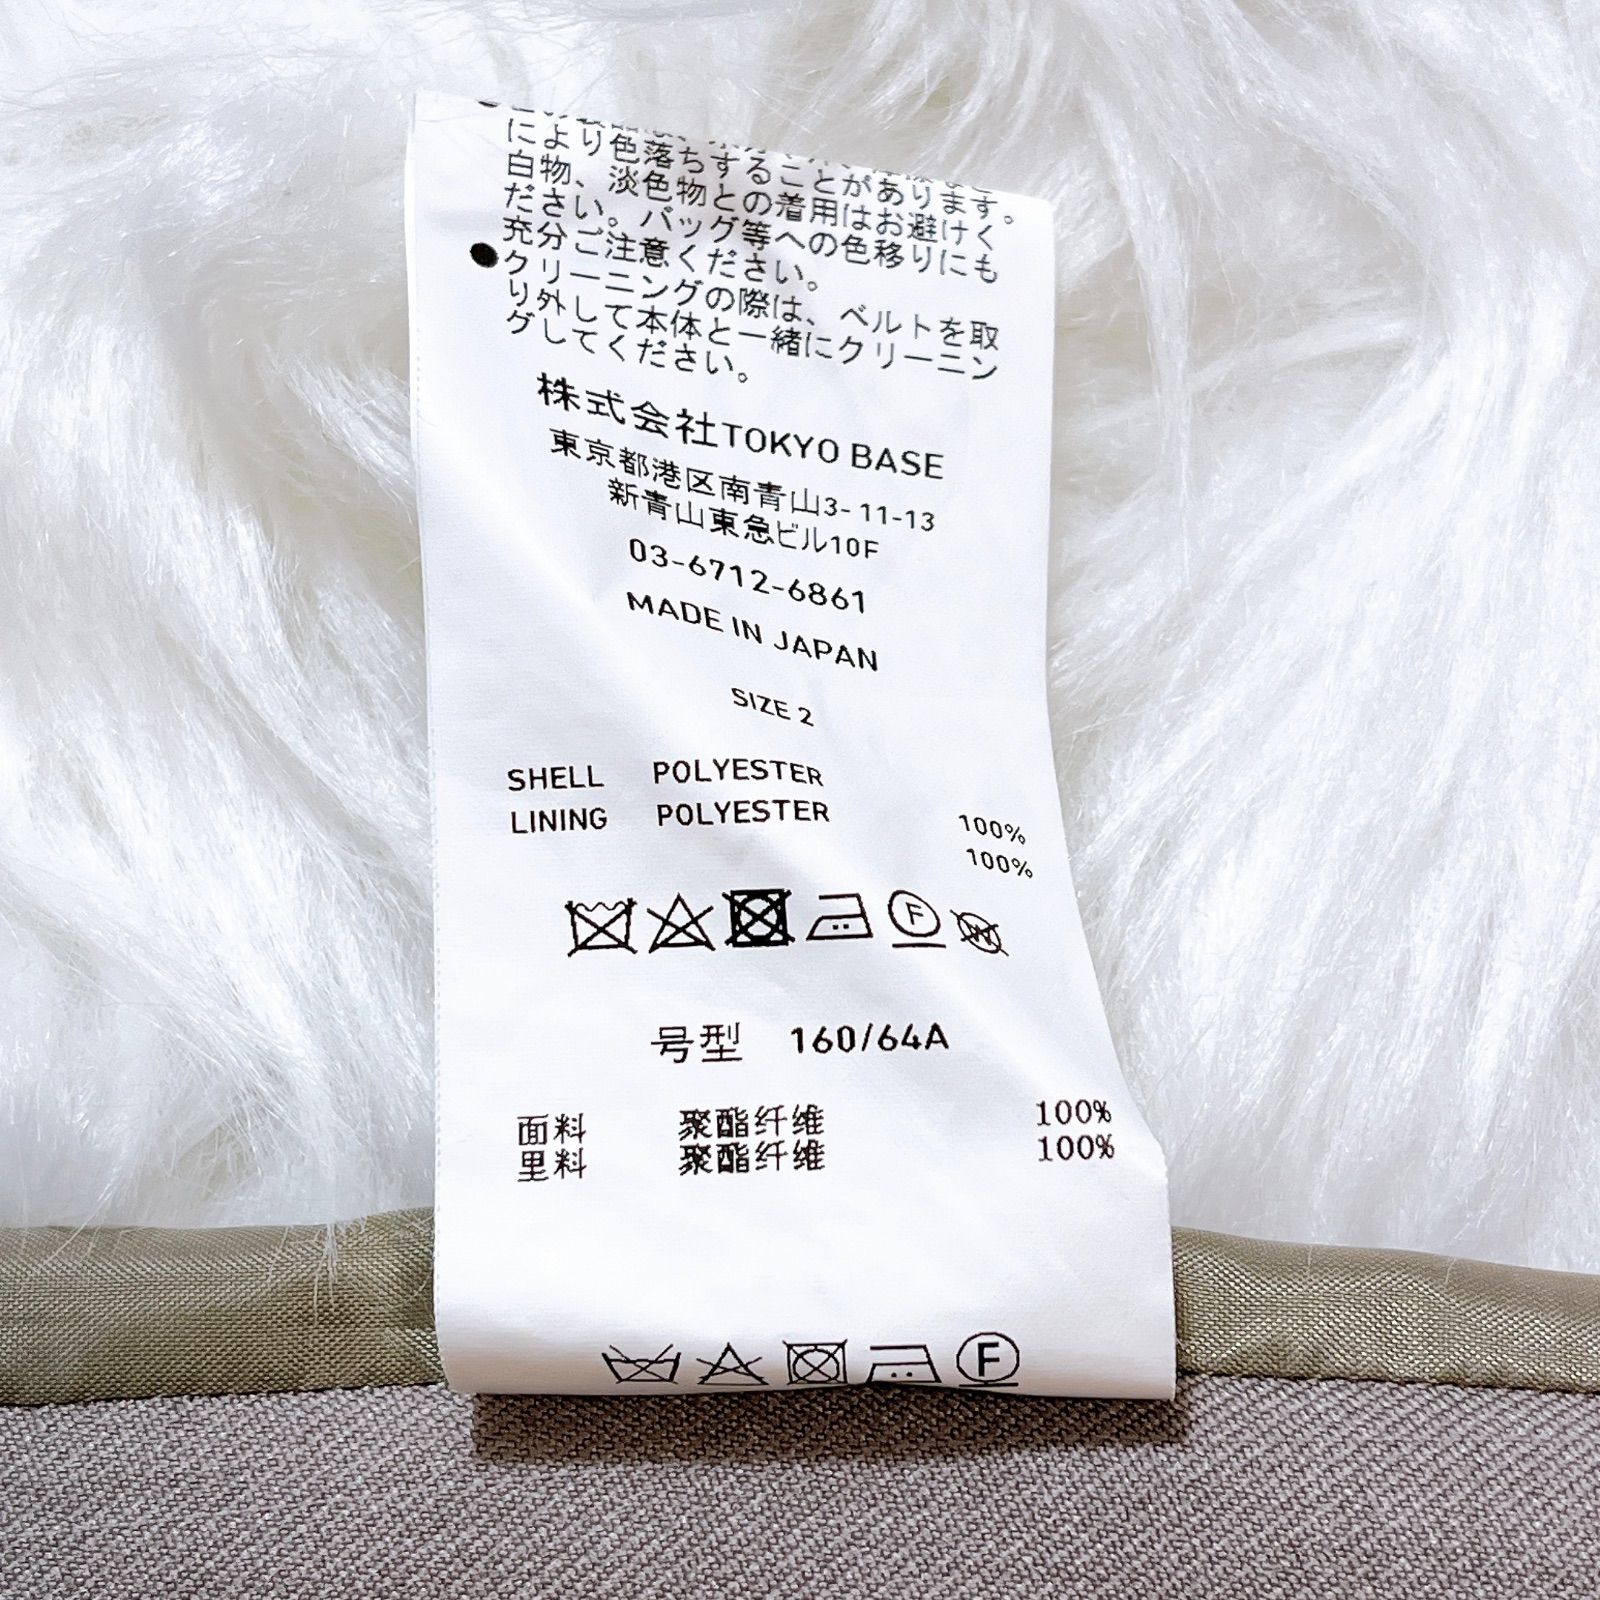 により色落ちすることがあります。
白物、淡色物との着用はお避けく
ださい。バッグ等への色移りにも
充分ご注意ください。
●クリーニングの際は、ベルトを取
り外して本体と一緒にクリーニン
グしてください。
株式会社TOKYO BASE
東京都港区南青山3-11-13
新青山東急ビル10F
03-6712-6861
MADE IN JAPAN
SIZE 2
SHELL POLYESTER 100%
LINING POLYESTER 100%
F W
号型 160/64A
面料 聚酯纤维 100%
里料 聚酯纤维 100%
F